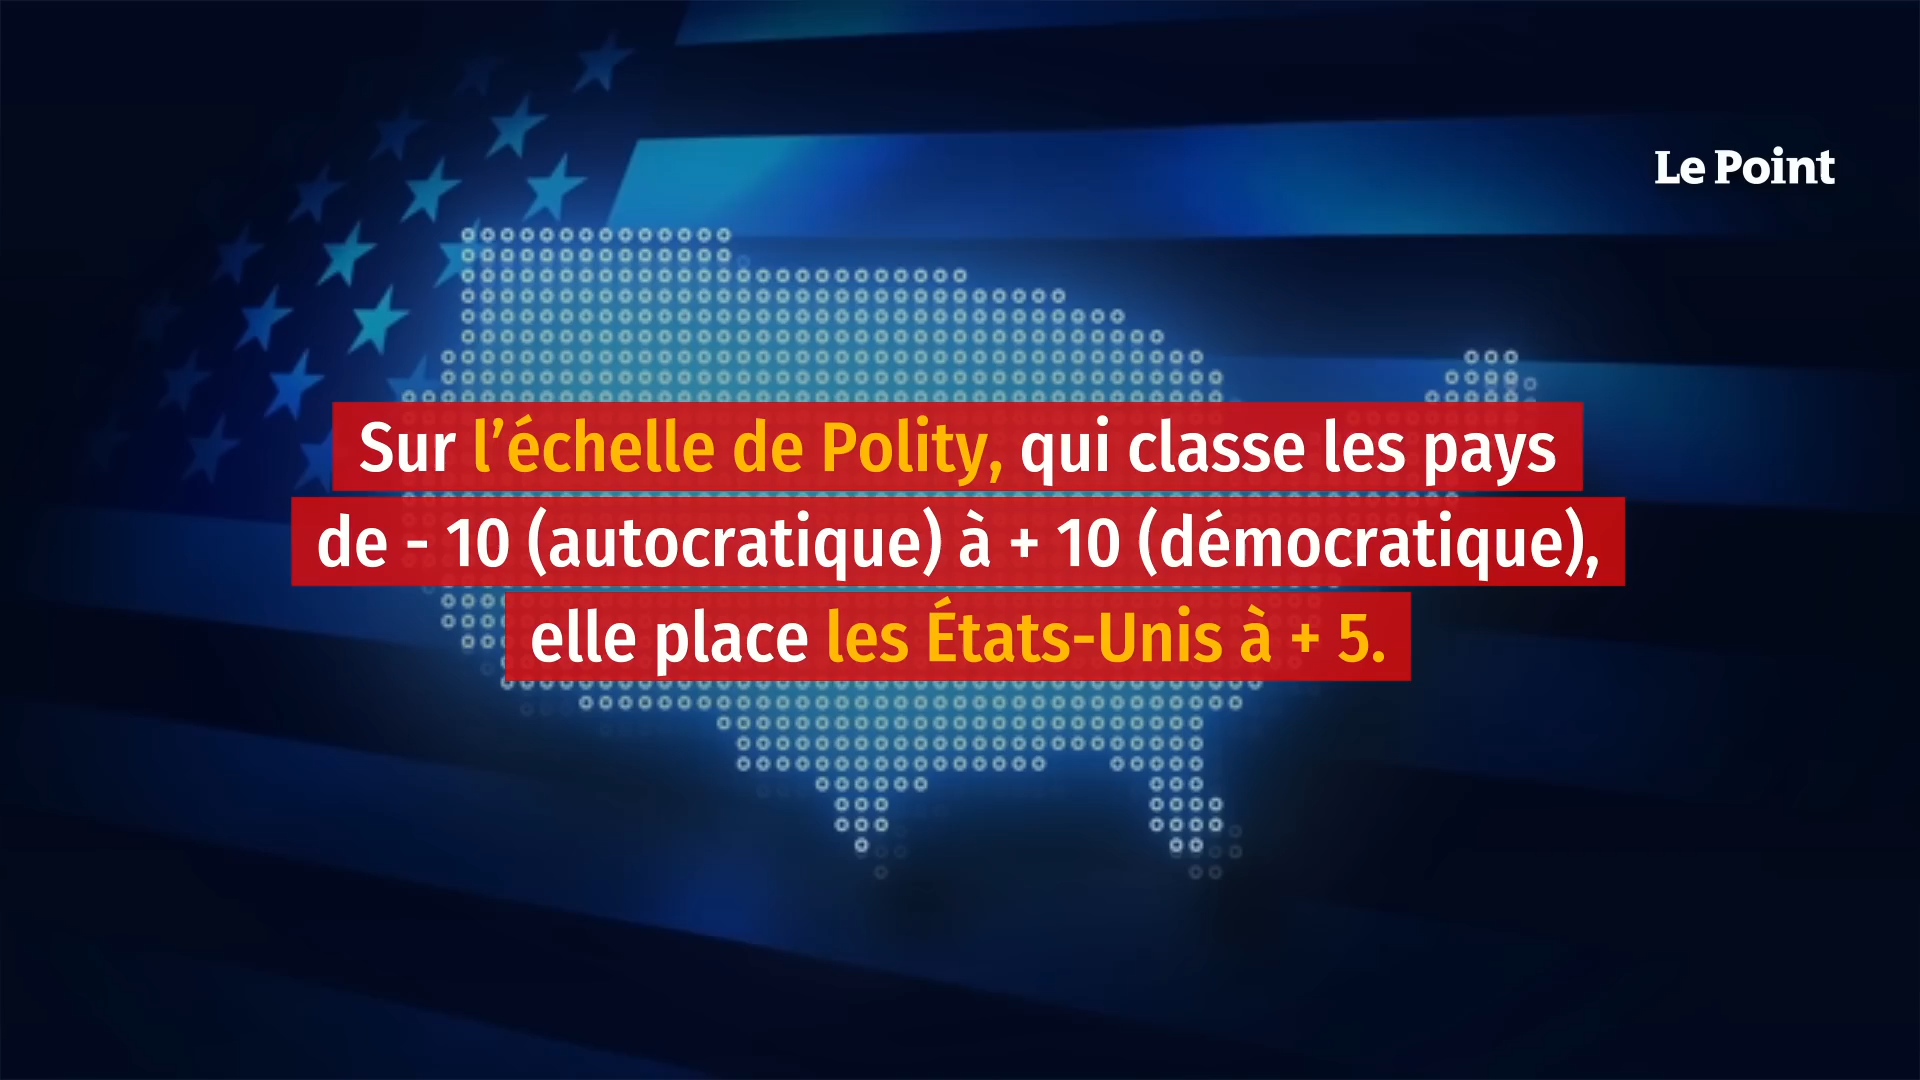 Le Point
Sur l’échelle de Polity, qui classe les pays
de - 10 (autocratique) à + 10 (démocratique),
elle place les États-Unis à + 5.